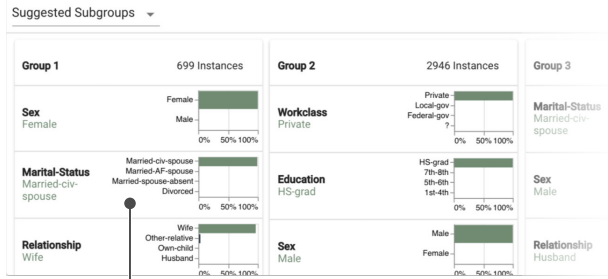 Suggested Subgroups
Group 1 699 Instances
Sex
Female
Female
Male
0% 50% 100%
Marital-Status
Married-civ-
spouse
Married-civ-spouse
Married-AF-spouse
Married-spouse-absent
Divorced
0% 50% 100%
Relationship
Wife
Wife
Other-relative
Own-child
Husband
0% 50% 100%
Group 2 2946 Instances
Workclass
Private
Private
Local-gov
Federal-gov
?
0% 50% 100%
Education
HS-grad
HS-grad
7th-8th
5th-6th
1st-4th
0% 50% 100%
Sex
Male
Male
Female
0% 50% 100%
Group 3
Marital-Status
Married-civ-
spouse
Sex
Male
Relationship
Husband